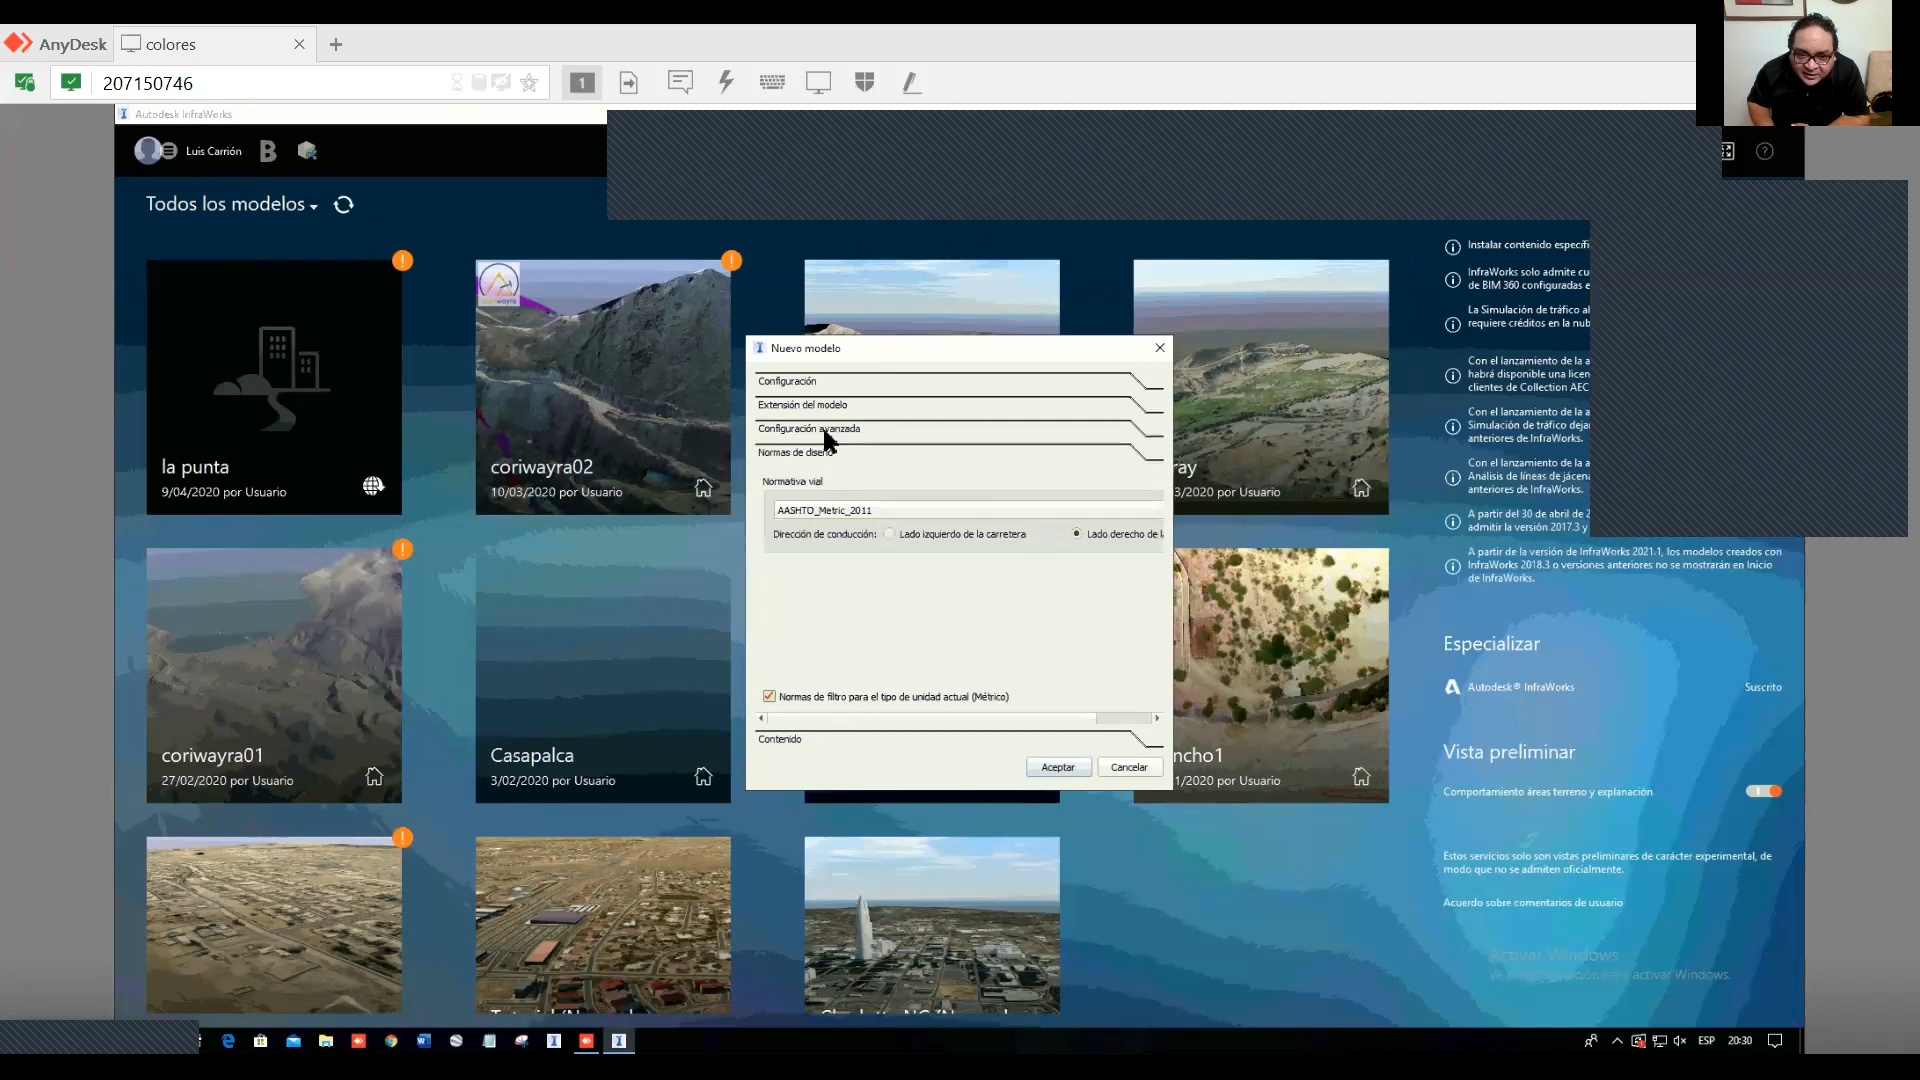 AnyDesk
colores
207150746
1
Autodesk InfraWorks
Luis Carrión
Todos los modelos
la punta
9/04/2020 por Usuario
coriwayra02
10/03/2020 por Usuario
ray
3/2020 por Usuario
coriwayra01
27/02/2020 por Usuario
Casapalca
3/02/2020 por Usuario
ncho1
1/2020 por Usuario
Nuevo modelo
Configuración
Extensión del modelo
Configuración avanzada
Normas de diseño
Normativa vial
AASHTO_Metric_2011
Dirección de conducción:
Lado izquierdo de la carretera
Lado derecho de l
Normas de filtro para el tipo de unidad actual (Métrico)
Contenido
Aceptar
Cancelar
Instalar contenido específi
InfraWorks solo admite cu
de BIM 360 configuradas e
La Simulación de tráfico al
requiere créditos en la nub
Con el lanzamiento de la a
habrá disponible una licen
clientes de Collection AEC
Con el lanzamiento de la a
Simulación de tráfico dejar
anteriores de InfraWorks.
Con el lanzamiento de la a
Análisis de líneas de jácena
anteriores de InfraWorks.
A partir del 30 de abril de 2
admitir la versión 2017.3 y
A partir de la versión de InfraWorks 2021.1, los modelos creados con
InfraWorks 2018.3 o versiones anteriores no se mostrarán en Inicio
de InfraWorks.
Especializar
Autodesk® InfraWorks
Suscrito
Vista preliminar
Comportamiento áreas terreno y explanación
Estos servicios solo son vistas preliminares de carácter experimental, de
modo que no se admiten oficialmente.
Acuerdo sobre comentarios de usuario
Activar Windows
activar Windows.
ESP
20:30